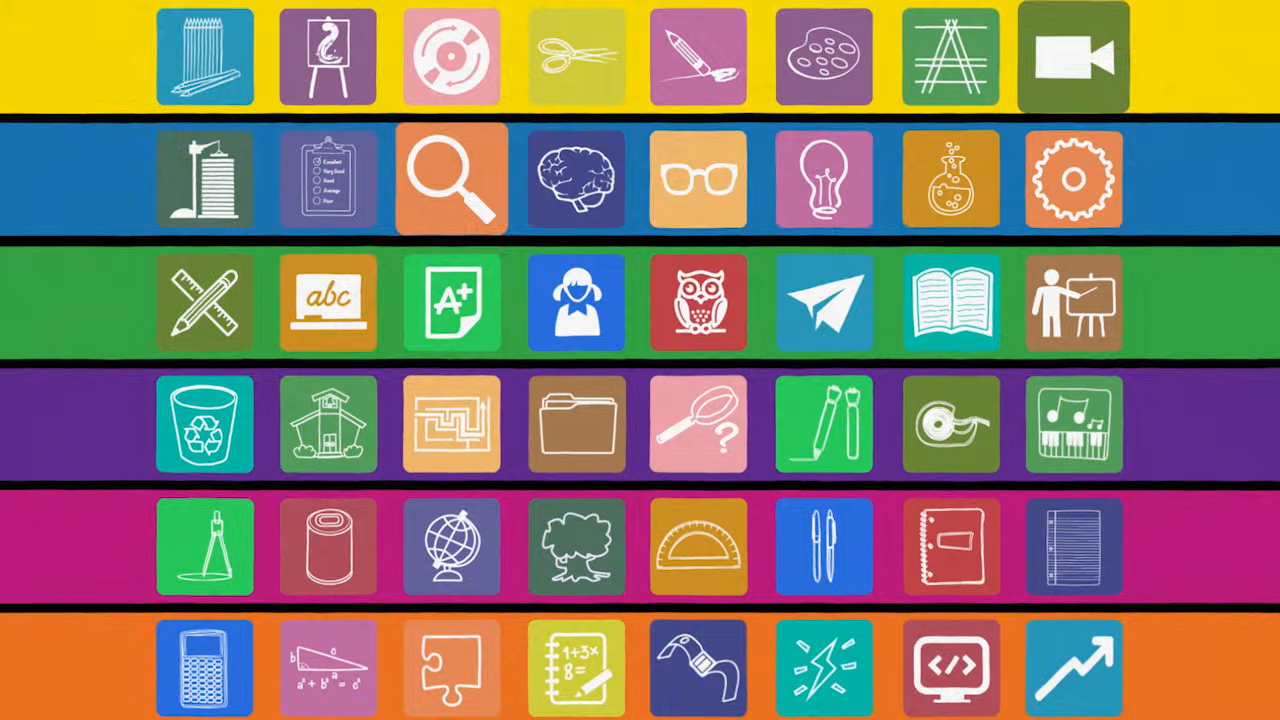 Excellent
Very Good
Good
Average
Poor
abc
A+
?
1+3×
8=
b
a
a
a² + b² = c²
</>